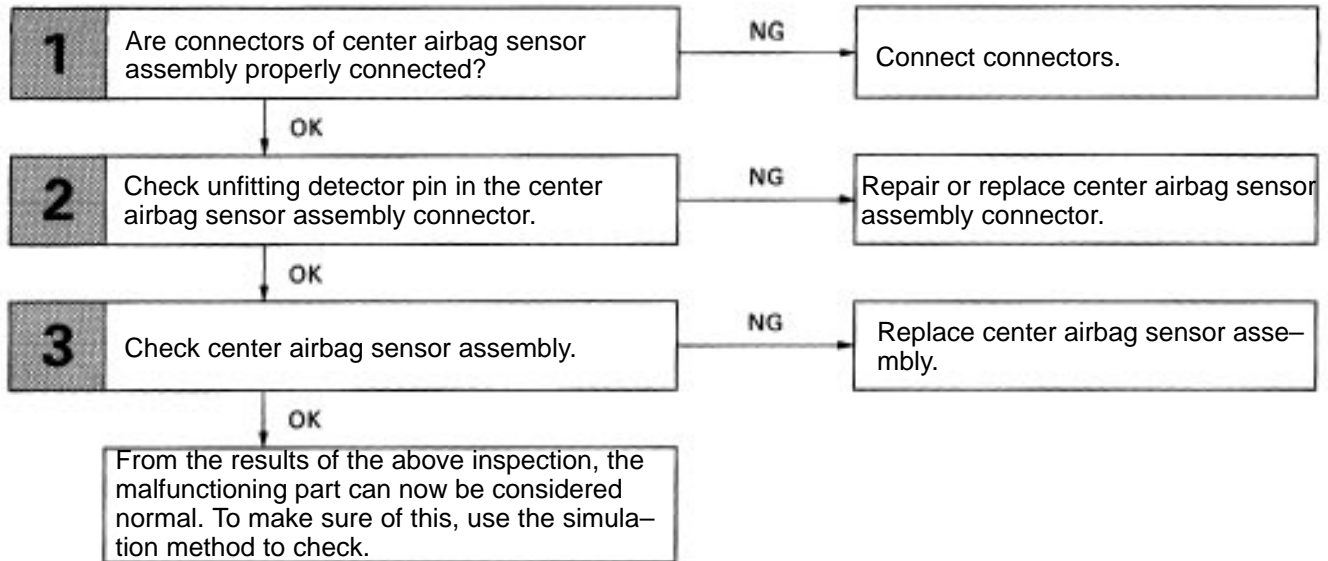 1
Are connectors of center airbag sensor
assembly properly connected?
NG
Connect connectors.
OK
2
Check unfitting detector pin in the center
airbag sensor assembly connector.
NG
Repair or replace center airbag sensor
assembly connector.
OK
3
Check center airbag sensor assembly.
NG
Replace center airbag sensor asse–
mbly.
OK
From the results of the above inspection, the
malfunctioning part can now be considered
normal. To make sure of this, use the simula–
tion method to check.